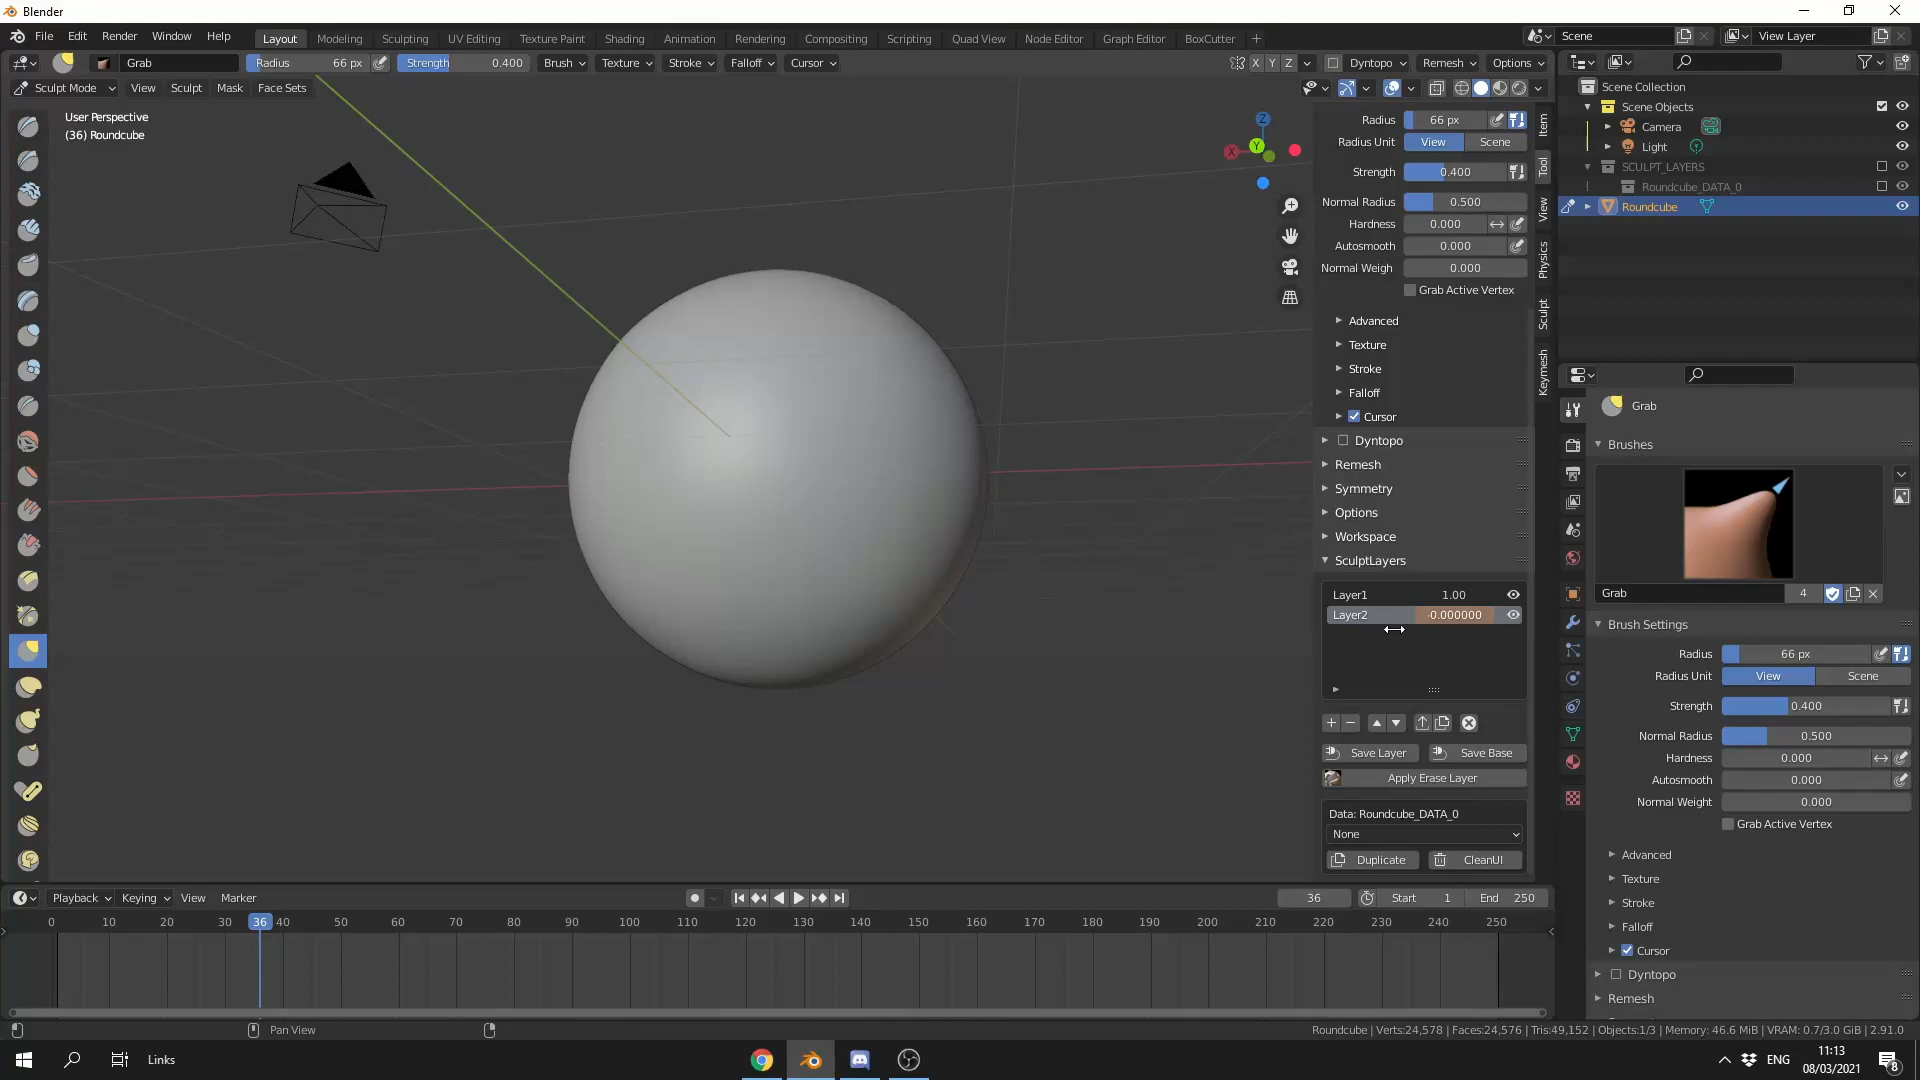 Blender
File Edit Render Window Help
Layout Modeling Sculpting UV Editing Texture Paint Shading Animation Rendering Compositing Scripting Quad View Node Editor Graph Editor BoxCutter +
Scene View Layer
Grab Radius 66 px Strength 0.400 Brush Texture Stroke Falloff Cursor X Y Z Dyntopo Remesh Options
Sculpt Mode View Sculpt Mask Face Sets
User Perspective
(36) Roundcube
Z
X Y
Radius 66 px
Radius Unit View Scene
Strength 0.400
Normal Radius 0.500
Hardness 0.000
Autosmooth 0.000
Normal Weigh 0.000
Grab Active Vertex
Advanced
Texture
Stroke
Falloff
Cursor
Dyntopo
Remesh
Symmetry
Options
Workspace
SculptLayers
Layer1 1.00
Layer2 -0.000000
Save Layer Save Base
Apply Erase Layer
Data: Roundcube_DATA_0
None
Duplicate CleanUI
Item
Tool
View
Physics
Sculpt
Keymesh
Scene Collection
Scene Objects
Camera
Light
SCULPT_LAYERS
Roundcube_DATA_0
Roundcube
Grab
Brushes
Grab 4
Brush Settings
Radius 66 px
Radius Unit View Scene
Strength 0.400
Normal Radius 0.500
Hardness 0.000
Autosmooth 0.000
Normal Weight 0.000
Grab Active Vertex
Advanced
Texture
Stroke
Falloff
Cursor
Dyntopo
Remesh
Playback Keying View Marker 36 Start 1 End 250
0 10 20 30 36 40 50 60 70 80 90 100 110 120 130 140 150 160 170 180 190 200 210 220 230 240 250
Pan View
Roundcube | Verts:24,578 | Faces:24,576 | Tris:49,152 | Objects:1/3 | Memory: 46.6 MiB | VRAM: 0.7/3.0 GiB | 2.91.0
Links ENG 11:13
08/03/2021
8